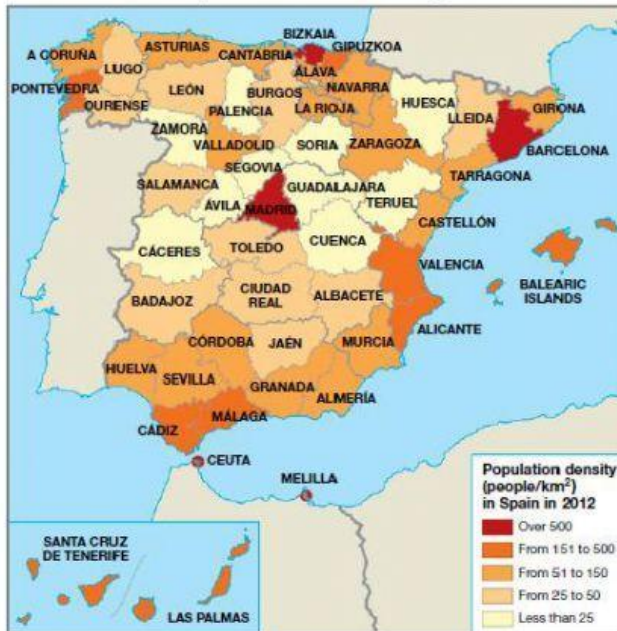 BIZKAIA
A CORUÑA
ASTURIAS
CANTABRIA
GIPUZKOA
LUGO
ÁLAVA
PONTEVEDRA
LEÓN
BURGOS
NAVARRA
OURENSE
PALENCIA
LA RIOJA
HUESCA
LLEIDA
GIRONA
ZAMORA
VALLADOLID
SORIA
ZARAGOZA
BARCELONA
SEGOVIA
TARRAGONA
SALAMANCA
GUADALAJARA
ÁVILA
MADRID
TERUEL
CASTELLÓN
CÁCERES
TOLEDO
CUENCA
VALENCIA
BALEARIC
ISLANDS
BADAJOZ
CIUDAD
REAL
ALBACETE
ALICANTE
CÓRDOBA
JAÉN
MURCIA
HUELVA
SEVILLA
GRANADA
ALMERÍA
MÁLAGA
CÁDIZ
CEUTA
MELILLA
Population density
(people/km²)
in Spain in 2012
Over 500
From 151 to 500
From 51 to 150
From 25 to 50
Less than 25
SANTA CRUZ
DE TENERIFE
LAS PALMAS